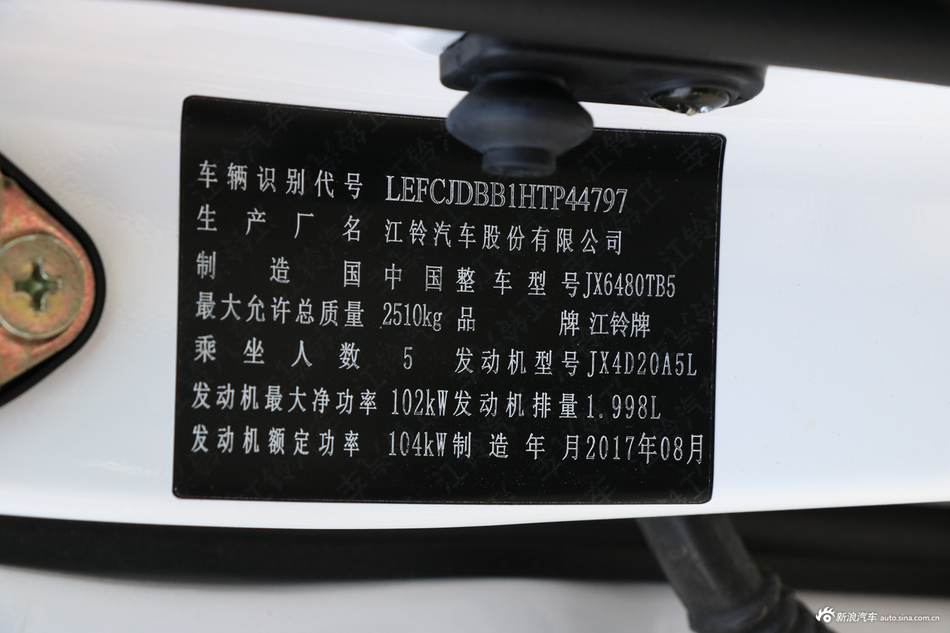 车辆识别代号 LEFCJDBB1HTP44797
生产厂名 江铃汽车股份有限公司
制造国 中国 整车型号 JX6480TB5
最大允许总质量 2510kg 品牌 江铃牌
乘坐人数 5 发动机型号 JX4D20A5L
发动机最大净功率 102kW 发动机排量 1.998L
发动机额定功率 104kW 制造年月 2017年08月
新浪汽车 auto.sina.com.cn